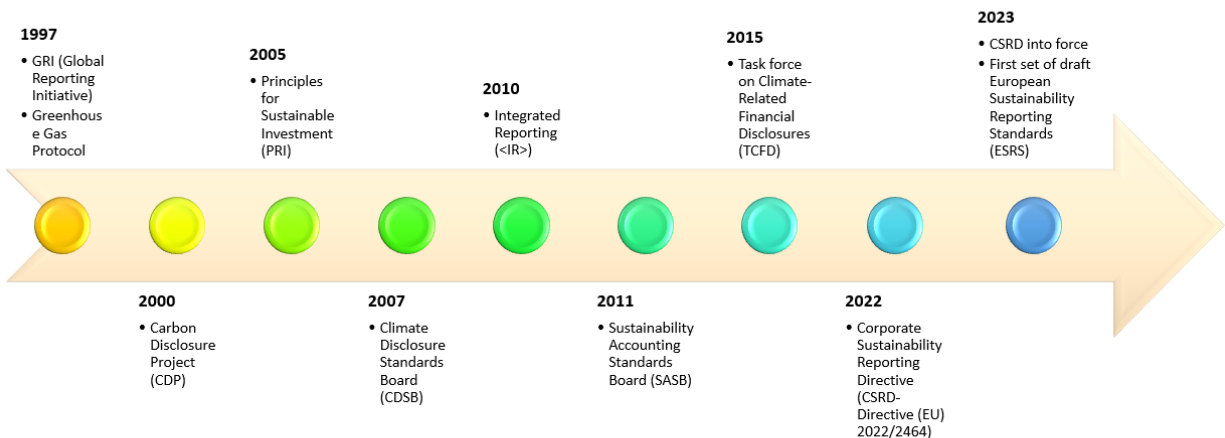 1997
• GRI (Global
Reporting
Initiative)
• Greenhous
e Gas
Protocol
2000
• Carbon
Disclosure
Project
(CDP)
2005
• Principles
for
Sustainable
Investment
(PRI)
2007
• Climate
Disclosure
Standards
Board
(CDSB)
2010
• Integrated
Reporting
(<IR>)
2011
• Sustainability
Accounting
Standards
Board (SASB)
2015
• Task force
on Climate-
Related
Financial
Disclosures
(TCFD)
2022
• Corporate
Sustainability
Reporting
Directive
(CSRD-
Directive (EU)
2022/2464)
2023
• CSRD into force
• First set of draft
European
Sustainability
Reporting
Standards
(ESRS)